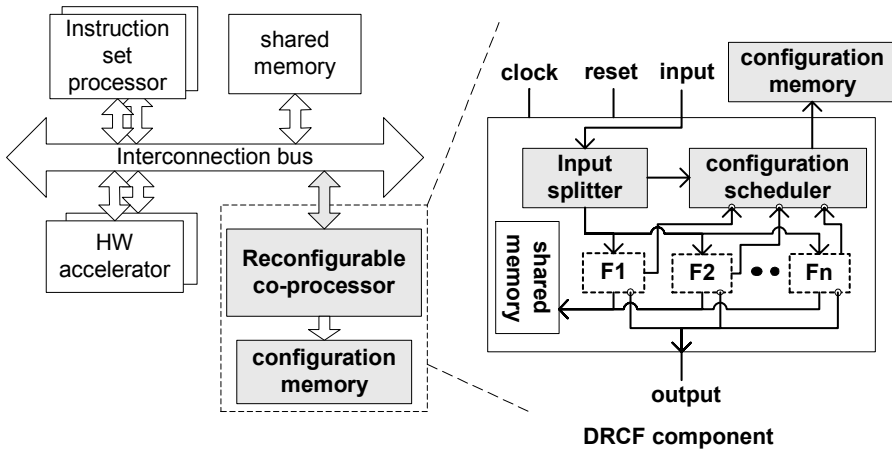 Instruction
set
processor
shared
memory
Interconnection bus
HW
accelerator
Reconfigurable
co-processor
configuration
memory
clock
reset
input
configuration
memory
Input
splitter
configuration
scheduler
shared
memory
F1
F2
Fn
output
DRCF component